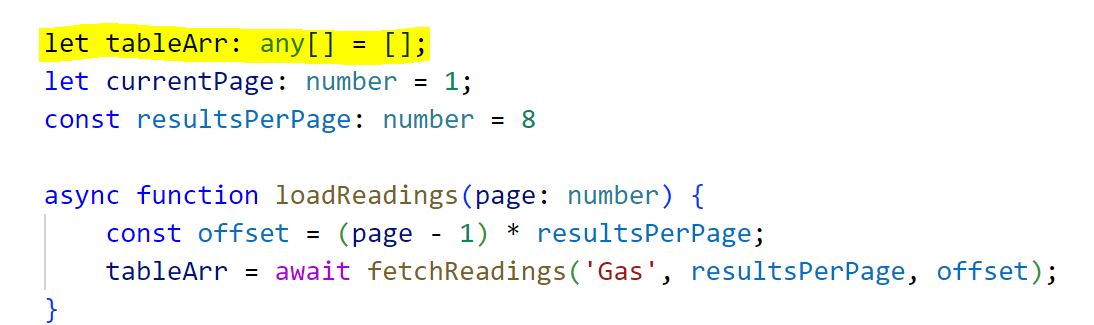 let tableArr: any[] = [];
let currentPage: number = 1;
const resultsPerPage: number = 8
async function loadReadings(page: number) {
const offset = (page - 1) * resultsPerPage;
tableArr = await fetchReadings('Gas', resultsPerPage, offset);
}